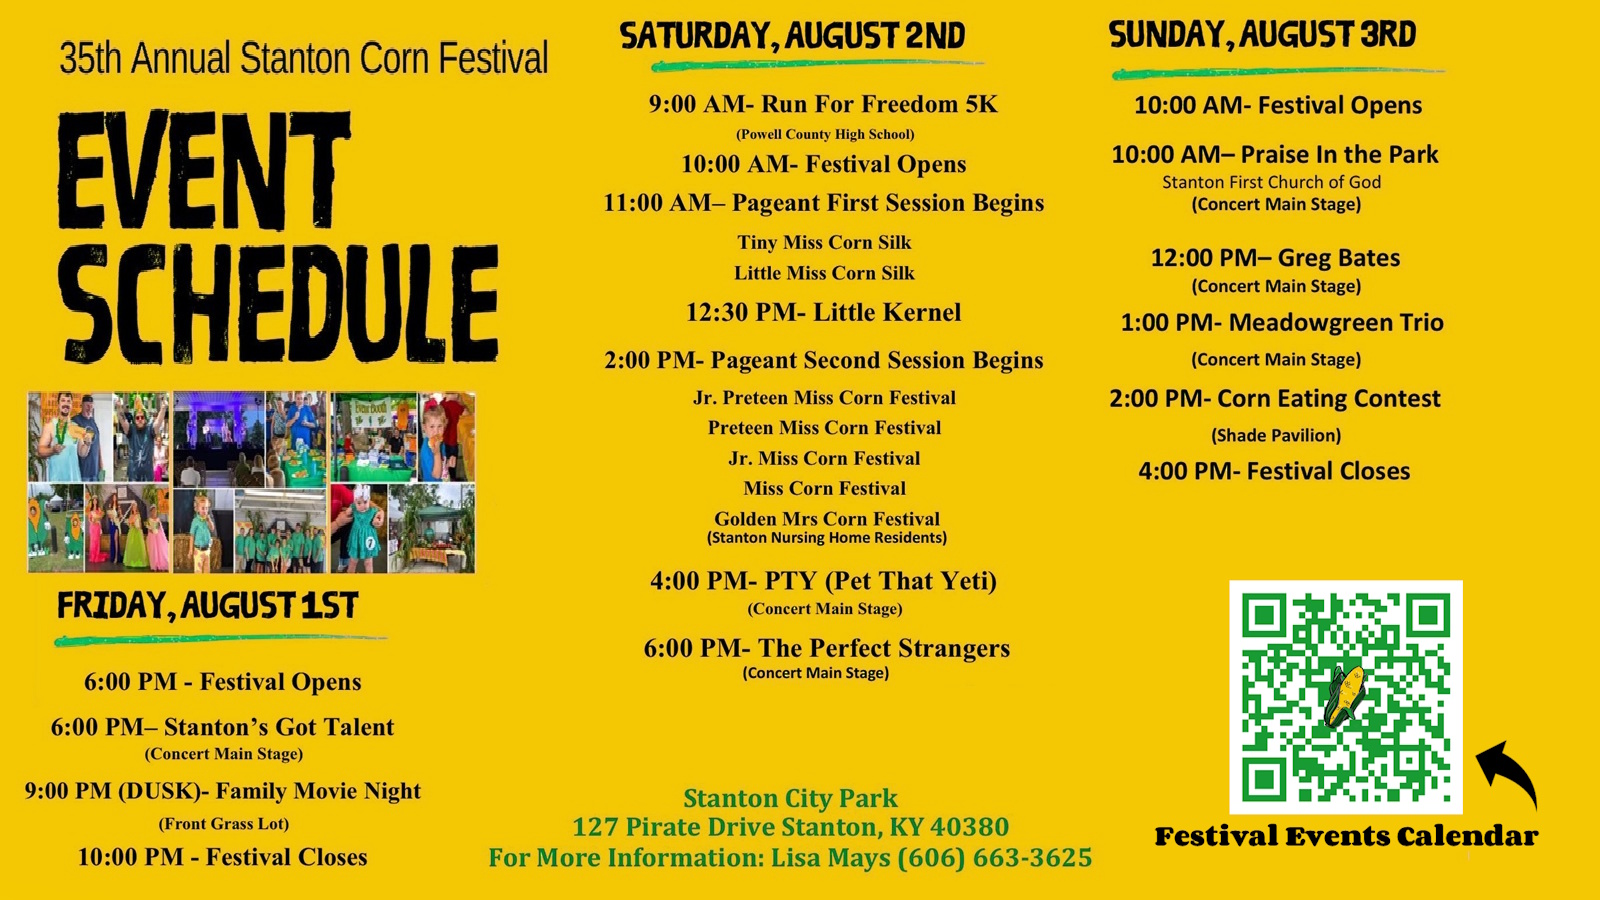 35th Annual Stanton Corn Festival
EVENT
SCHEDULE
FRIDAY, AUGUST 1ST
6:00 PM - Festival Opens
6:00 PM– Stanton’s Got Talent
(Concert Main Stage)
9:00 PM (DUSK)- Family Movie Night
(Front Grass Lot)
10:00 PM - Festival Closes
SATURDAY, AUGUST 2ND
9:00 AM- Run For Freedom 5K
(Powell County High School)
10:00 AM- Festival Opens
11:00 AM– Pageant First Session Begins
Tiny Miss Corn Silk
Little Miss Corn Silk
12:30 PM- Little Kernel
2:00 PM- Pageant Second Session Begins
Jr. Preteen Miss Corn Festival
Preteen Miss Corn Festival
Jr. Miss Corn Festival
Miss Corn Festival
Golden Mrs Corn Festival
(Stanton Nursing Home Residents)
4:00 PM- PTY (Pet That Yeti)
(Concert Main Stage)
6:00 PM- The Perfect Strangers
(Concert Main Stage)
SUNDAY, AUGUST 3RD
10:00 AM- Festival Opens
10:00 AM– Praise In the Park
Stanton First Church of God
(Concert Main Stage)
12:00 PM– Greg Bates
(Concert Main Stage)
1:00 PM- Meadowgreen Trio
(Concert Main Stage)
2:00 PM- Corn Eating Contest
(Shade Pavilion)
4:00 PM- Festival Closes
Stanton City Park
127 Pirate Drive Stanton, KY 40380
For More Information: Lisa Mays (606) 663-3625
Festival Events Calendar